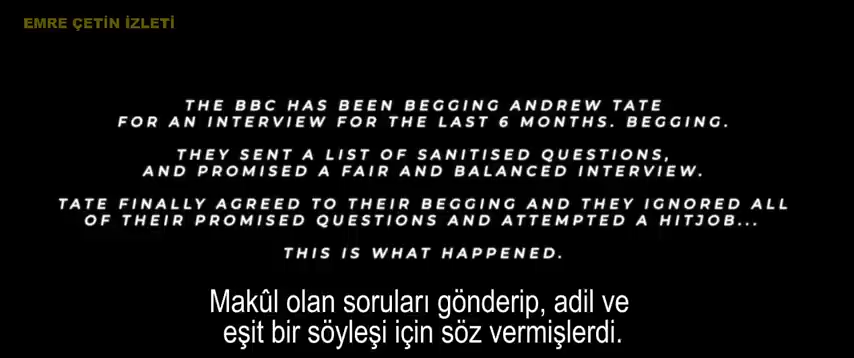 EMRE ÇETİN İZLETİ
THE BBC HAS BEEN BEGGING ANDREW TATE
FOR AN INTERVIEW FOR THE LAST 6 MONTHS. BEGGING.
THEY SENT A LIST OF SANITISED QUESTIONS,
AND PROMISED A FAIR AND BALANCED INTERVIEW.
TATE FINALLY AGREED TO THEIR BEGGING AND THEY IGNORED ALL
OF THEIR PROMISED QUESTIONS AND ATTEMPTED A HITJOB...
THIS IS WHAT HAPPENED.
Makûl olan soruları gönderip, adil ve
eşit bir söyleşi için söz vermişlerdi.